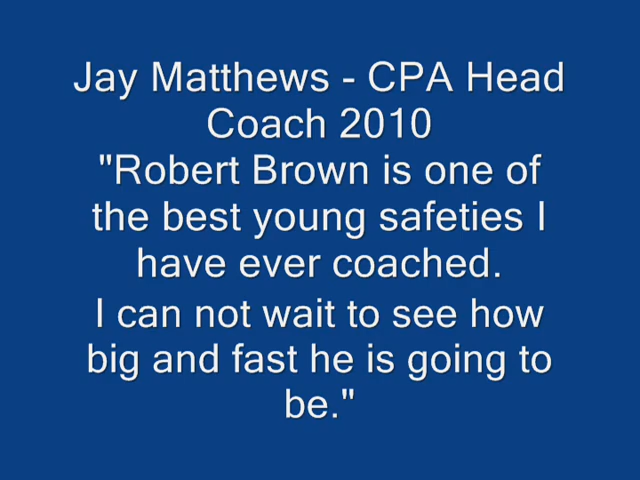 Jay Matthews - CPA Head
Coach 2010
"Robert Brown is one of
the best young safeties I
have ever coached.
I can not wait to see how
big and fast he is going to
be."